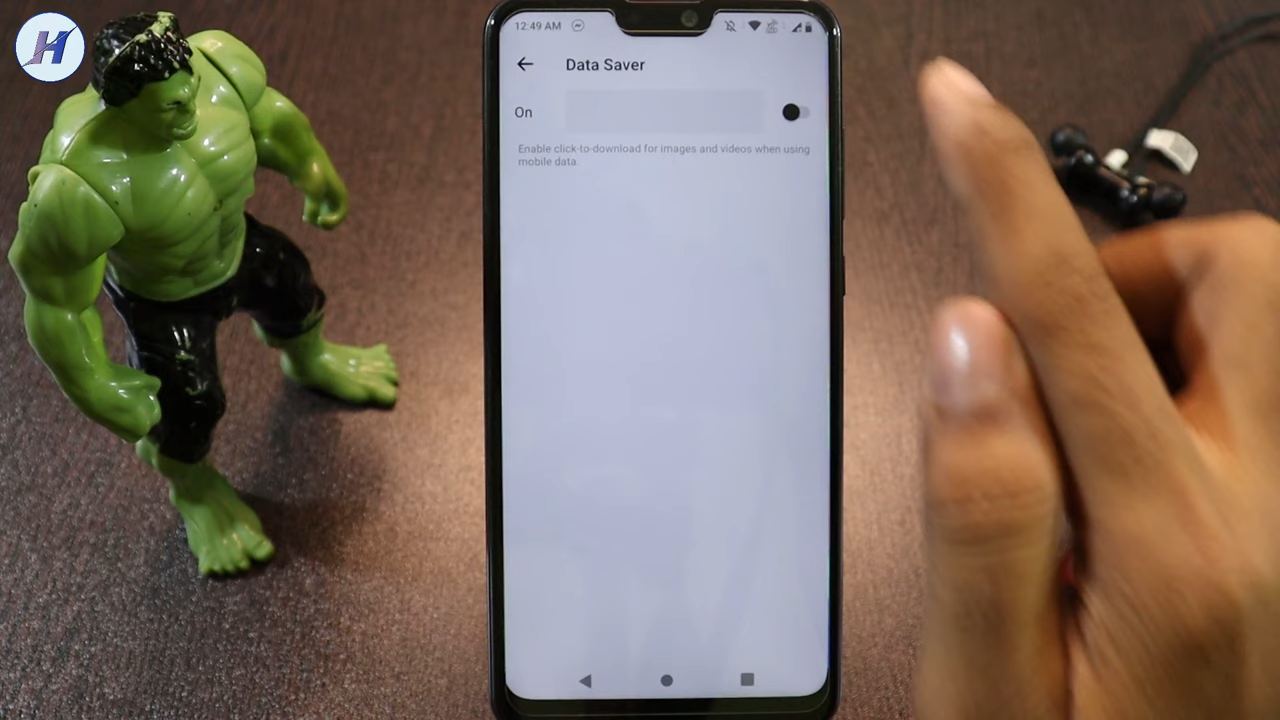 H
12:49 AM
Data Saver
On
Enable click-to-download for images and videos when using
mobile data.